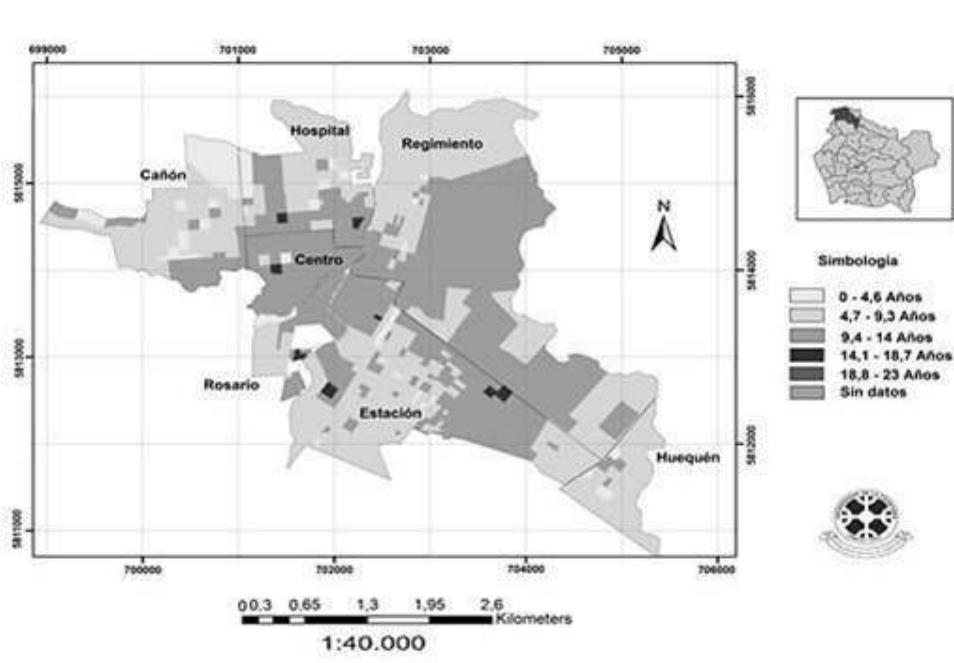 699000 701000 703000 705000
5816000
Hospital
Regimiento
Cañón
5815000
N
Centro
Simbologia
5814000
0 - 4,6 Años
4,7 - 9,3 Años
9,4 - 14 Años
14,1 - 18,7 Años
18,8 - 23 Años
Sin datos
5813000
Rosario
Estación
5812000
Huequén
5811000
700000 702000 704000 706000
0 0.3 0.65 1,3 1,95 2,6
Kilometers
1:40.000